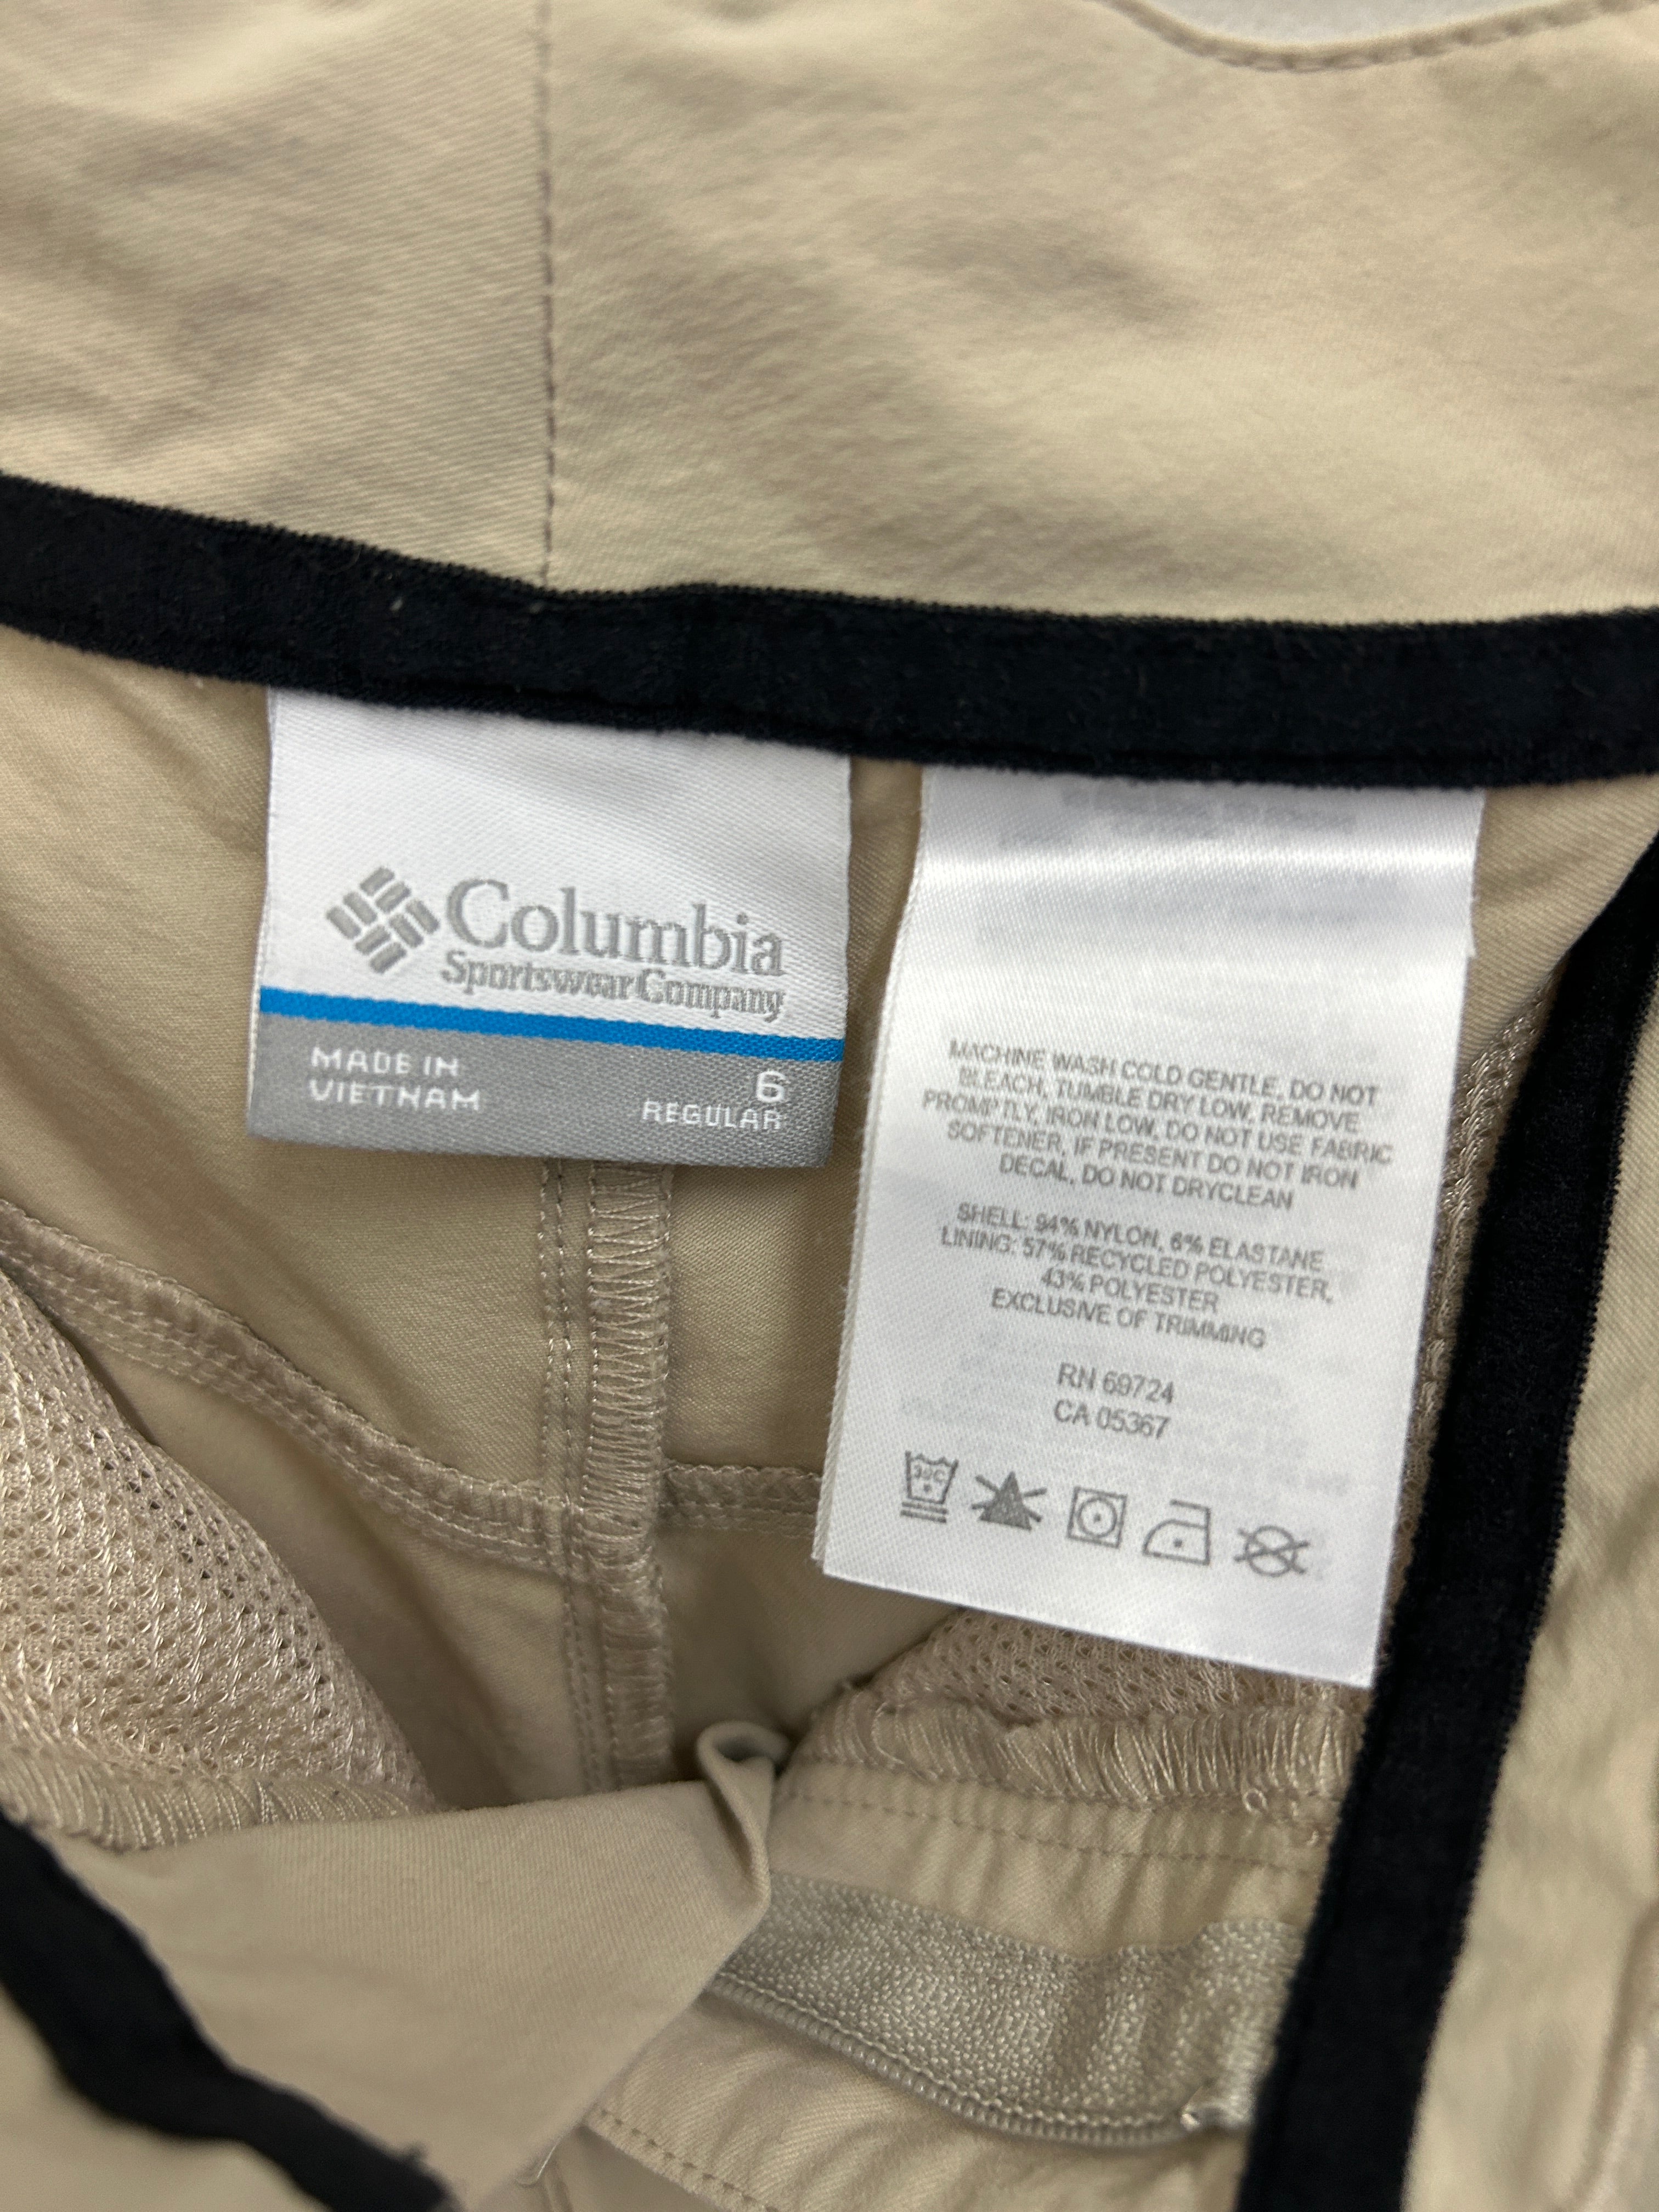 Columbia
Sportswear Company
MADE IN
VIETNAM
6
REGULAR
MACHINE WASH COLD GENTLE, DO NOT
BLEACH, TUMBLE DRY LOW, REMOVE
PROMPTLY, IRON LOW, DO NOT USE FABRIC
SOFTENER, IF PRESENT DO NOT IRON
DECAL, DO NOT DRYCLEAN
SHELL: 94% NYLON, 6% ELASTANE
LINING: 57% RECYCLED POLYESTER,
43% POLYESTER
EXCLUSIVE OF TRIMMING
RN 69724
CA 05367
30C